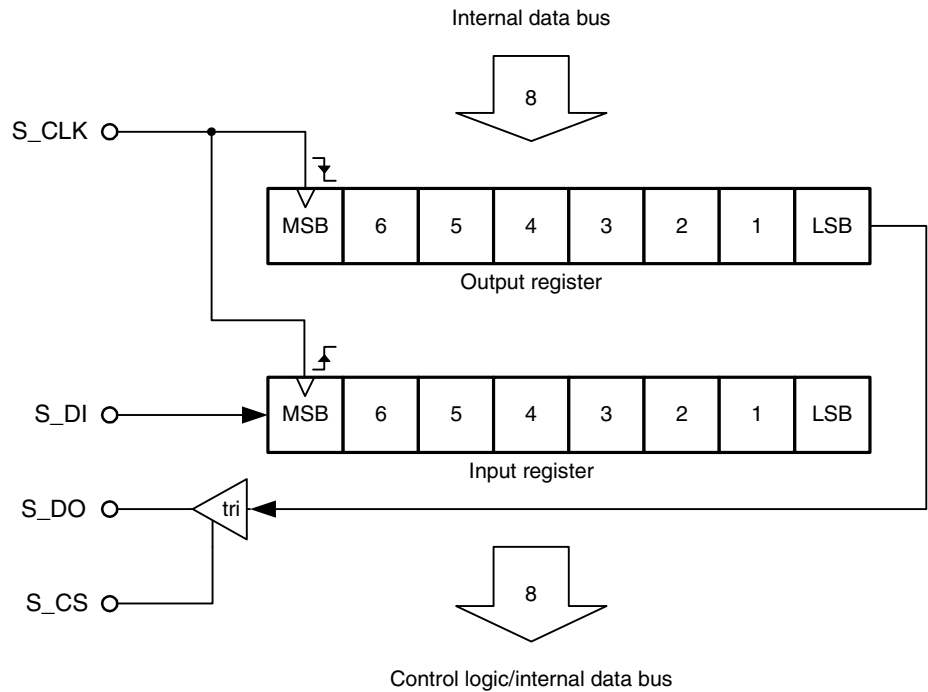 Internal data bus
8
S_CLK
MSB 6 5 4 3 2 1 LSB
Output register
S_DI
MSB 6 5 4 3 2 1 LSB
Input register
S_DO
tri
S_CS
8
Control logic/internal data bus